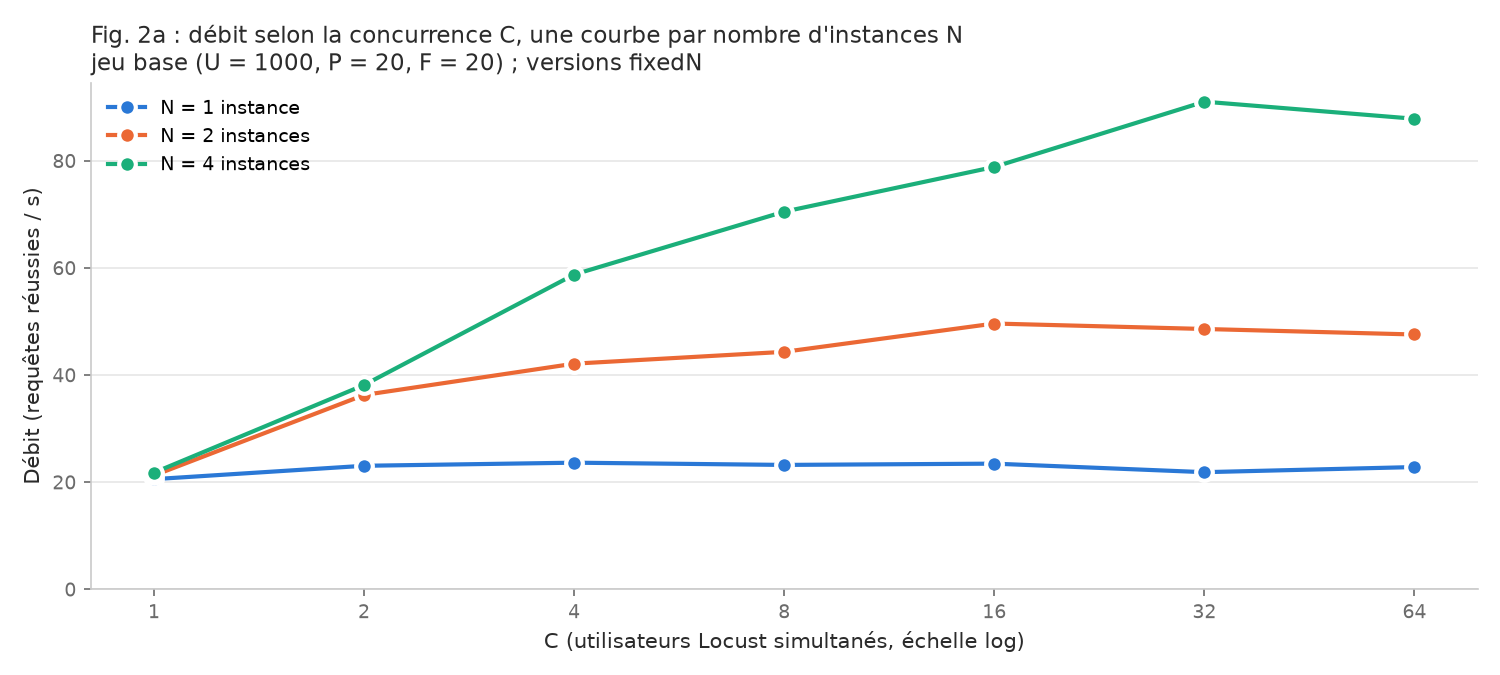 Fig. 2a : débit selon la concurrence C, une courbe par nombre d'instances N
jeu base (U = 1000, P = 20, F = 20) ; versions fixedN
N = 1 instance
N = 2 instances
N = 4 instances
Débit (requêtes réussies / s)
80
60
40
20
0
1 2 4 8 16 32 64
C (utilisateurs Locust simultanés, échelle log)